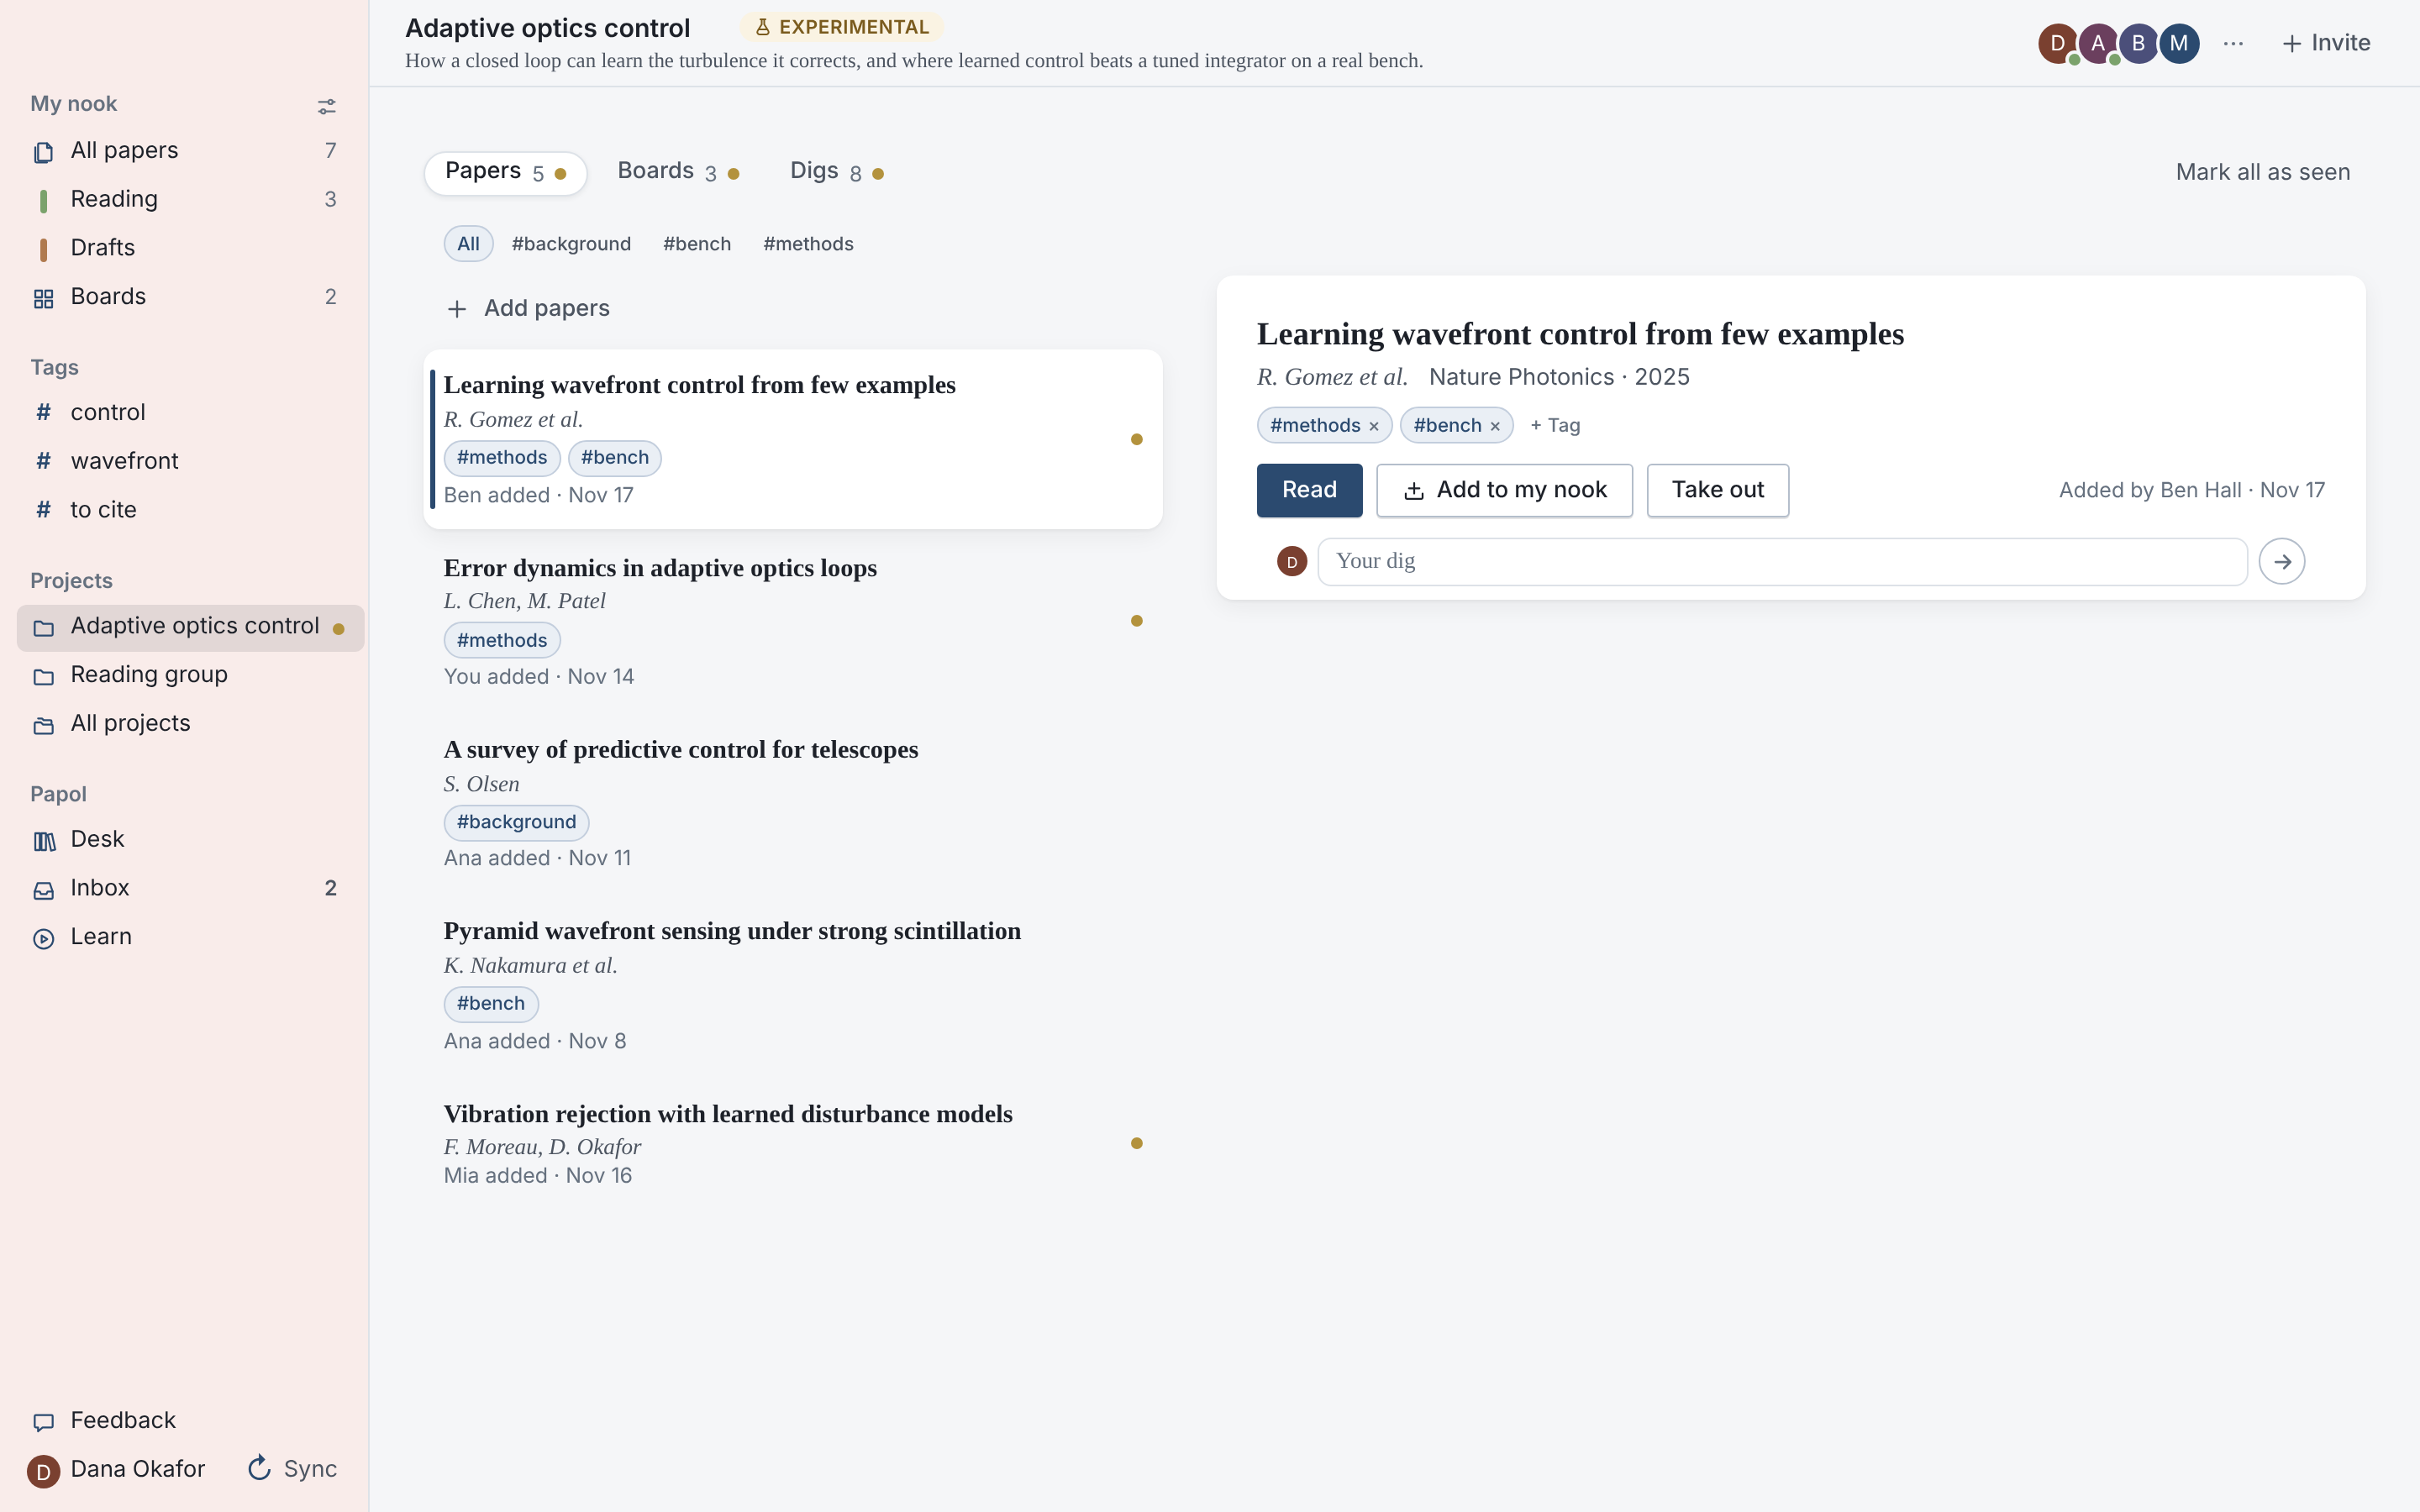 My nook
All papers 7
Reading 3
Drafts
Boards 2
Tags
# control
# wavefront
# to cite
Projects
Adaptive optics control
Reading group
All projects
Papol
Desk
Inbox 2
Learn
Feedback
D Dana Okafor Sync
Adaptive optics control EXPERIMENTAL
How a closed loop can learn the turbulence it corrects, and where learned control beats a tuned integrator on a real bench.
D A B M ··· + Invite
Papers 5 Boards 3 Digs 8 Mark all as seen
All #background #bench #methods
+ Add papers
Learning wavefront control from few examples
R. Gomez et al.
#methods #bench
Ben added · Nov 17
Error dynamics in adaptive optics loops
L. Chen, M. Patel
#methods
You added · Nov 14
A survey of predictive control for telescopes
S. Olsen
#background
Ana added · Nov 11
Pyramid wavefront sensing under strong scintillation
K. Nakamura et al.
#bench
Ana added · Nov 8
Vibration rejection with learned disturbance models
F. Moreau, D. Okafor
Mia added · Nov 16
Learning wavefront control from few examples
R. Gomez et al. Nature Photonics · 2025
#methods × #bench × + Tag
Read Add to my nook Take out Added by Ben Hall · Nov 17
D Your dig